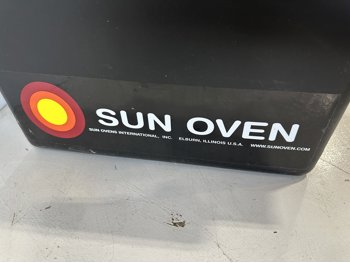 SUN OVEN
SUN OVENS INTERNATIONAL, INC. ELBURN, ILLINOIS U.S.A. WWW.SUNOVEN.COM